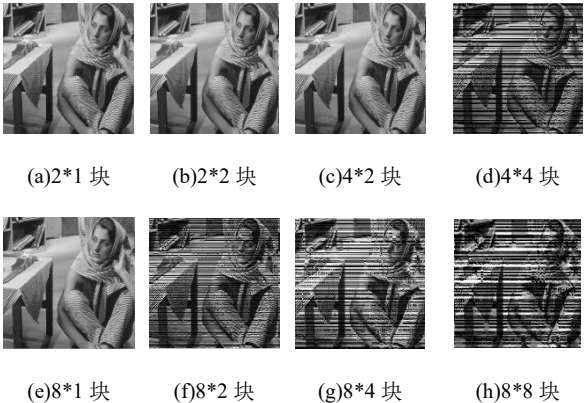 (a)2*1 块 (b)2*2 块 (c)4*2 块 (d)4*4 块
(e)8*1 块 (f)8*2 块 (g)8*4 块 (h)8*8 块